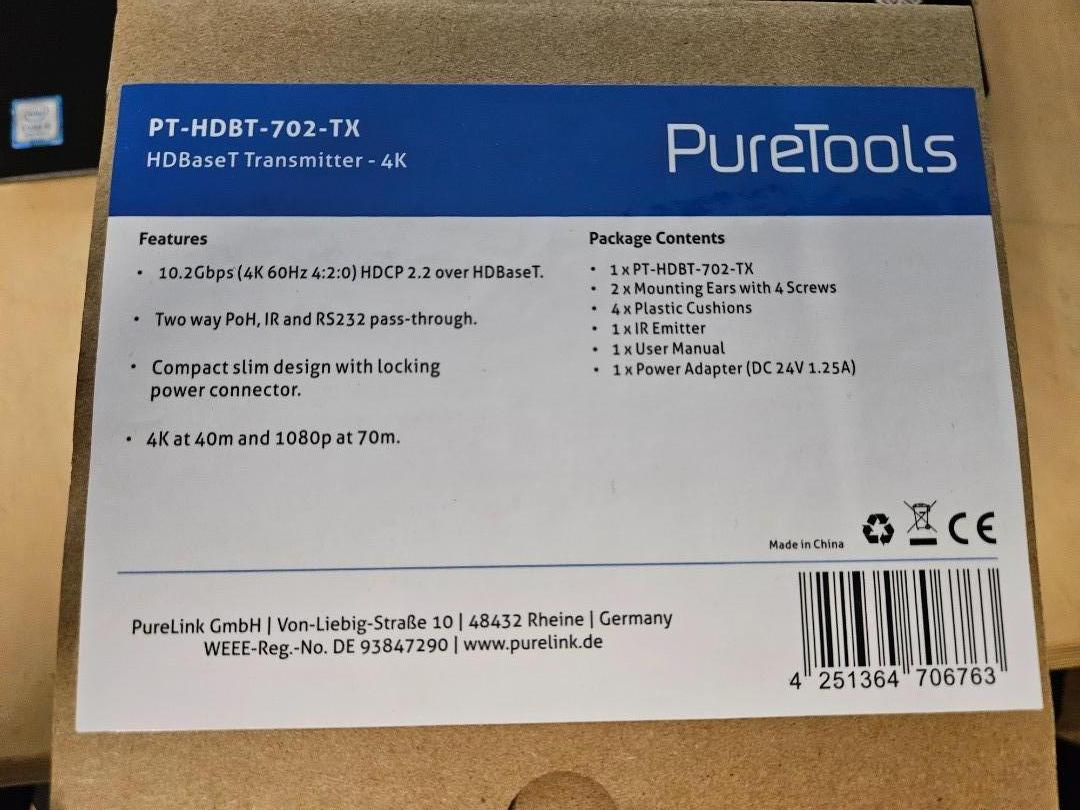 PT-HDBT-702-TX
HDBaseT Transmitter - 4K
PureTools
Features
• 10.2Gbps (4K 60Hz 4:2:0) HDCP 2.2 over HDBaseT.
• Two way PoH, IR and RS232 pass-through.
• Compact slim design with locking
power connector.
• 4K at 40m and 1080p at 70m.
Package Contents
• 1 x PT-HDBT-702-TX
• 2 x Mounting Ears with 4 Screws
• 4 x Plastic Cushions
• 1 x IR Emitter
• 1 x User Manual
• 1 x Power Adapter (DC 24V 1.25A)
Made in China
CE
PureLink GmbH | Von-Liebig-Straße 10 | 48432 Rheine | Germany
WEEE-Reg.-No. DE 93847290 | www.purelink.de
4 251364 706763